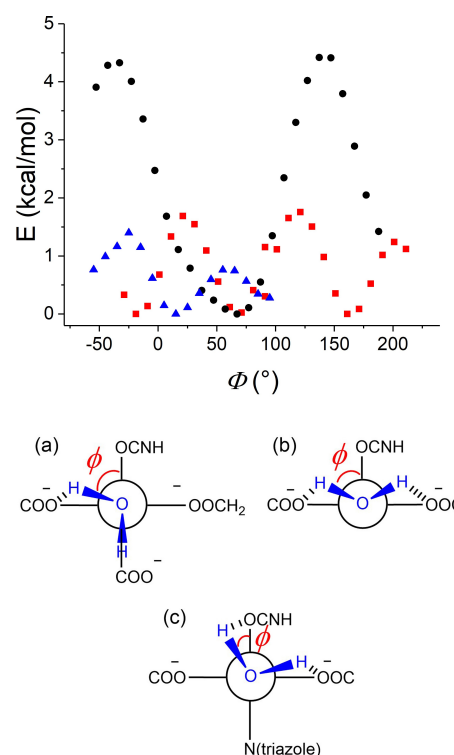 5
4
3
2
1
0
E (kcal/mol)
-50 0 50 100 150 200
Φ (°)
(a)
OCNH
ϕ
H
O
H
COO−
−OOCH₂
COO−
(b)
OCNH
ϕ
H
H
O
COO−
−OOC
(c)
OCNH
H
ϕ
H
O
COO−
−OOC
N(triazole)